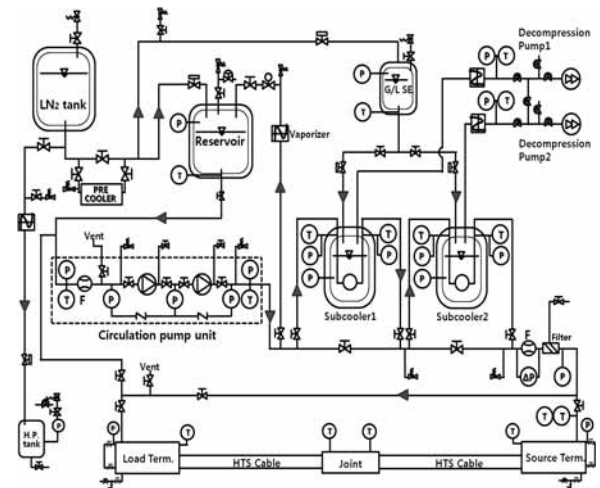 Decompression
Pump1
P
T
LN₂ tank
P
G/L SE
P
T
P
Reservoir
T
Vaporizer
T
Decompression
Pump2
PRE
COOLER
Vent
T
T
T
T
P
P
P
P
P
P
P
P
T
F
T
P
P
P
Subcooler1
Subcooler2
Circulation pump unit
F
Filter
ΔP
P
Vent
H.P.
tank
P
P
T
T
T
T
T
T
P
Load Term.
HTS Cable
Joint
HTS Cable
Source Term.